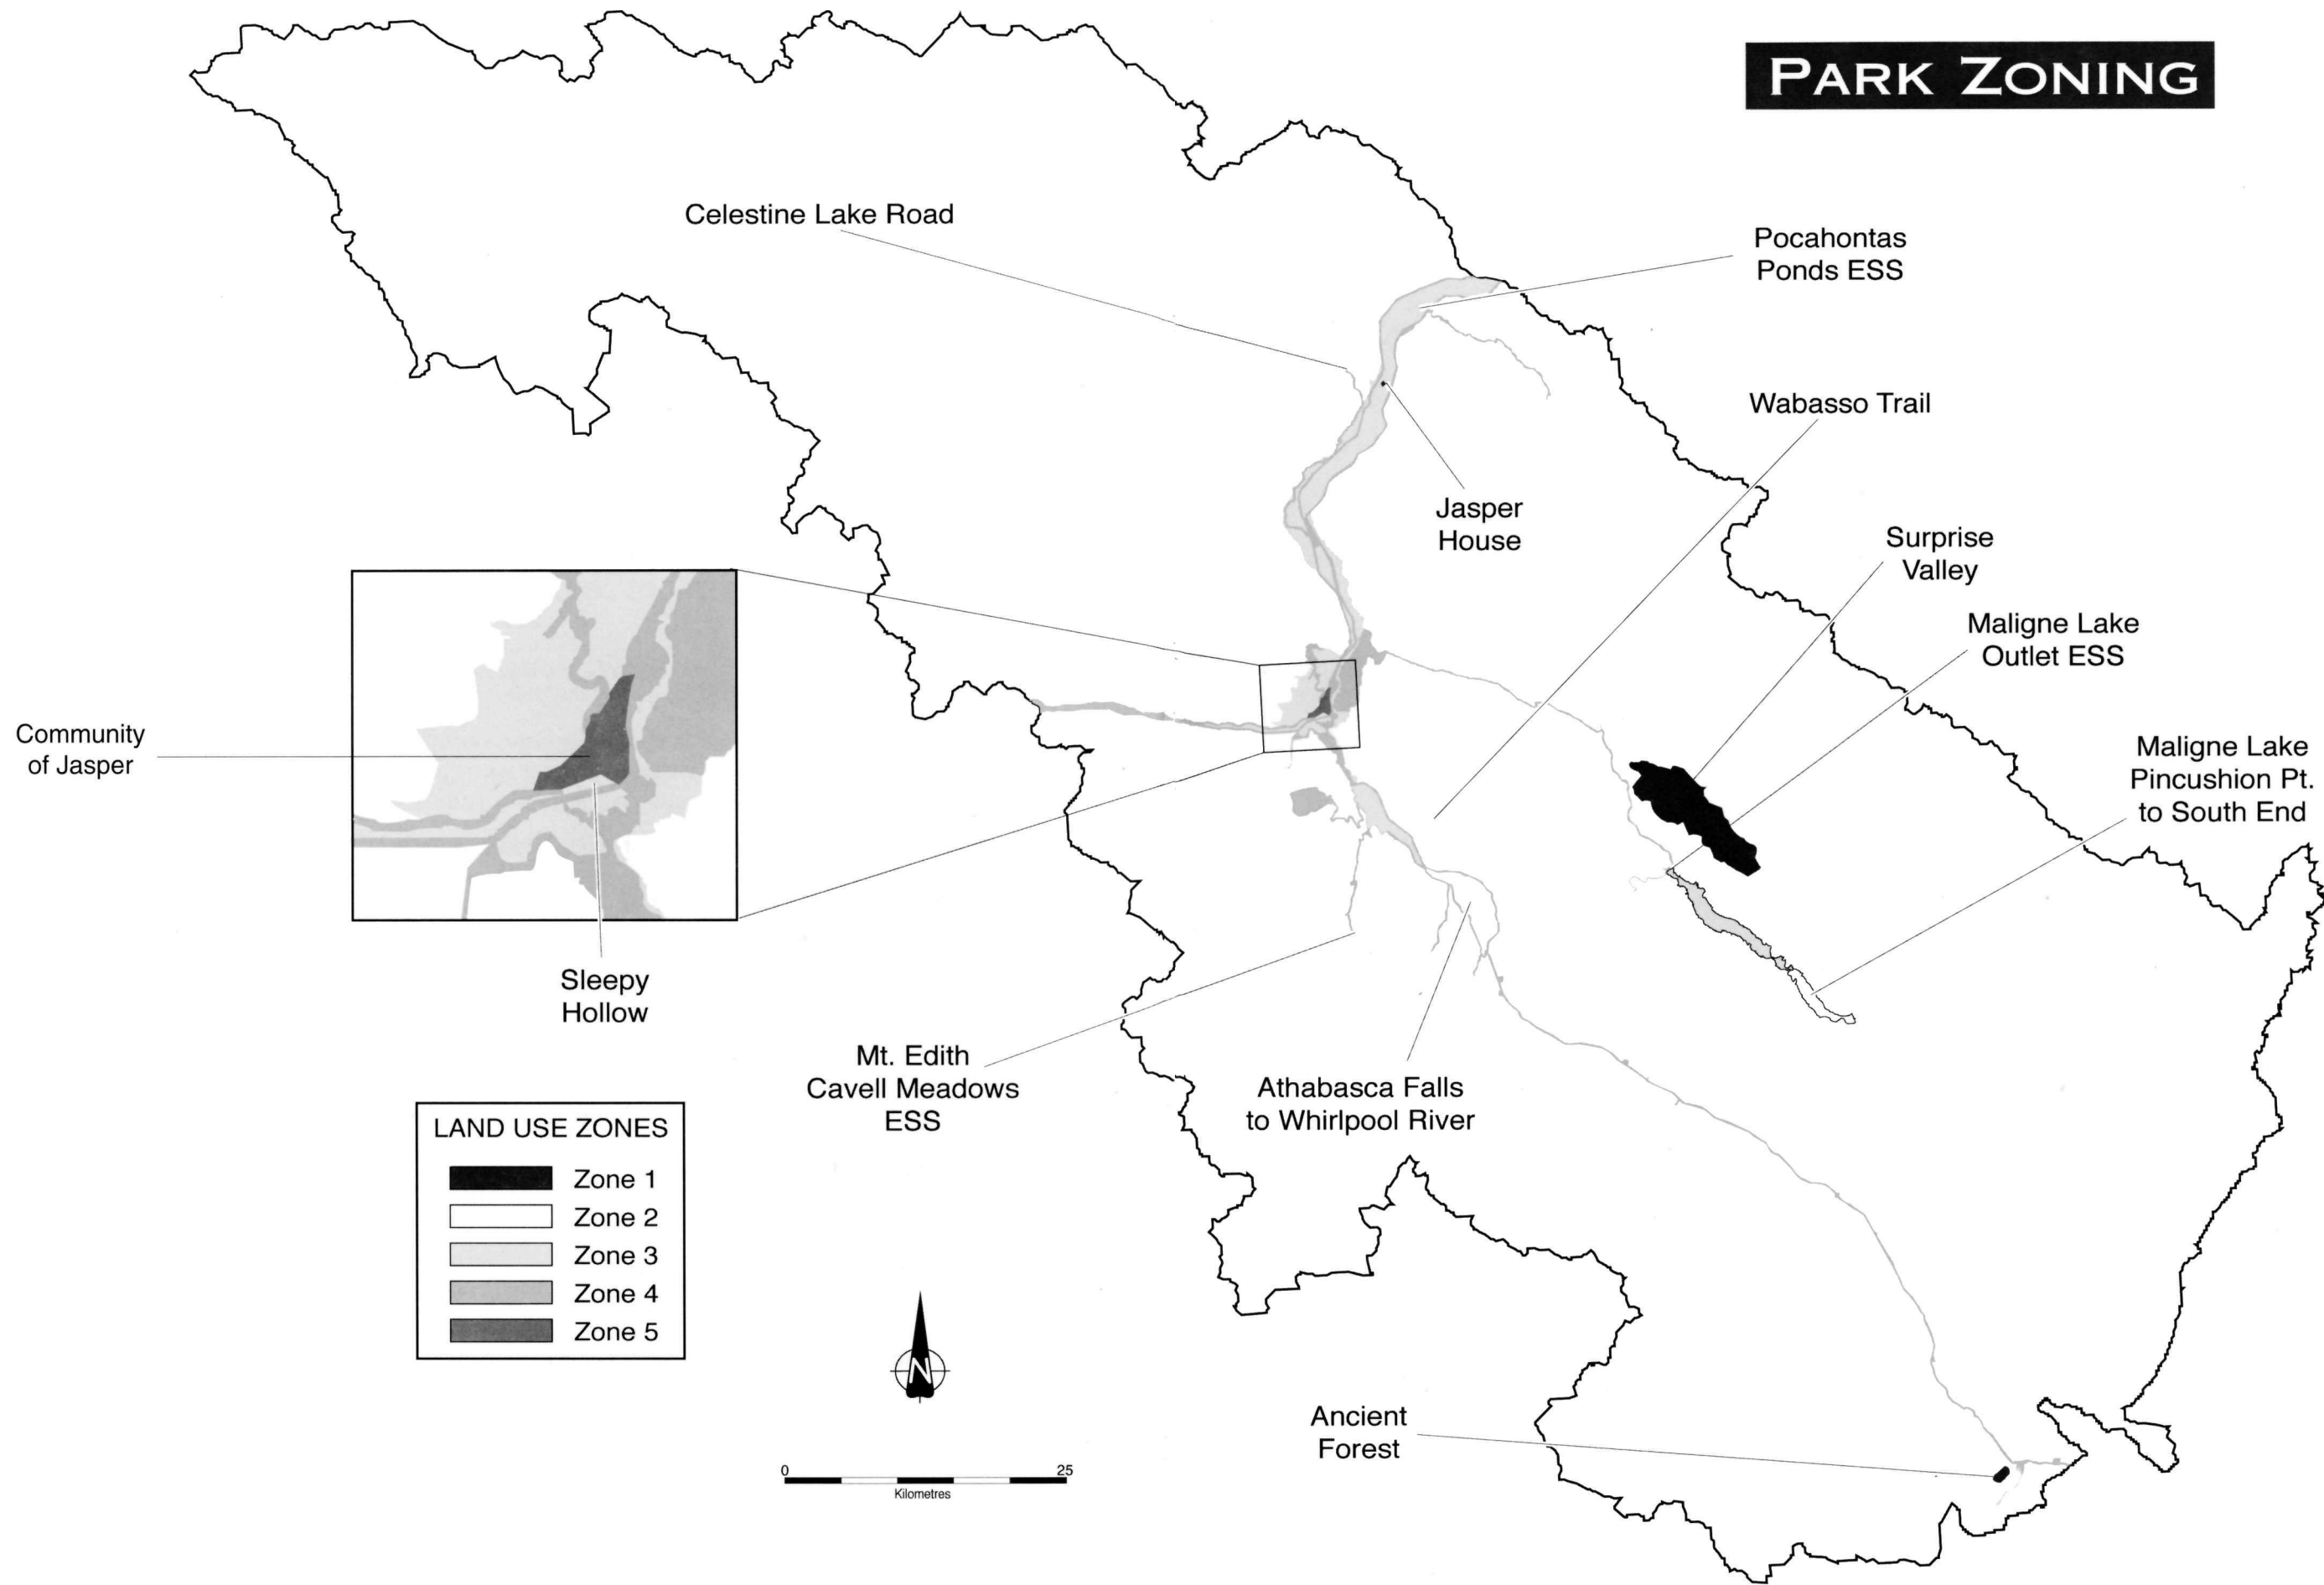 PARK ZONING
Celestine Lake Road
Pocahontas
Ponds ESS
Wabasso Trail
Jasper
House
Surprise
Valley
Maligne Lake
Outlet ESS
Community
of Jasper
Maligne Lake
Pincushion Pt.
to South End
Sleepy
Hollow
Mt. Edith
Cavell Meadows
ESS
Athabasca Falls
to Whirlpool River
LAND USE ZONES
Zone 1
Zone 2
Zone 3
Zone 4
Zone 5
N
Ancient
Forest
0 25
Kilometres